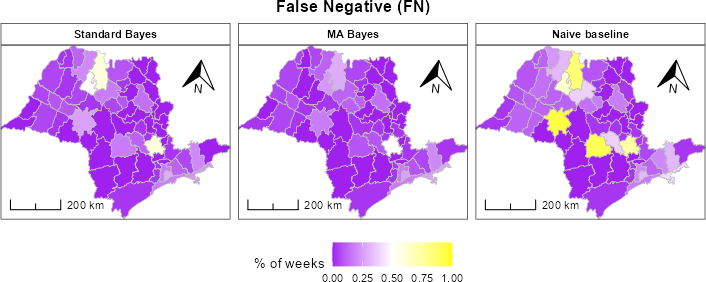 False Negative (FN)
Standard Bayes
MA Bayes
Naive baseline
N
N
N
200 km
200 km
200 km
% of weeks
0.00 0.25 0.50 0.75 1.00